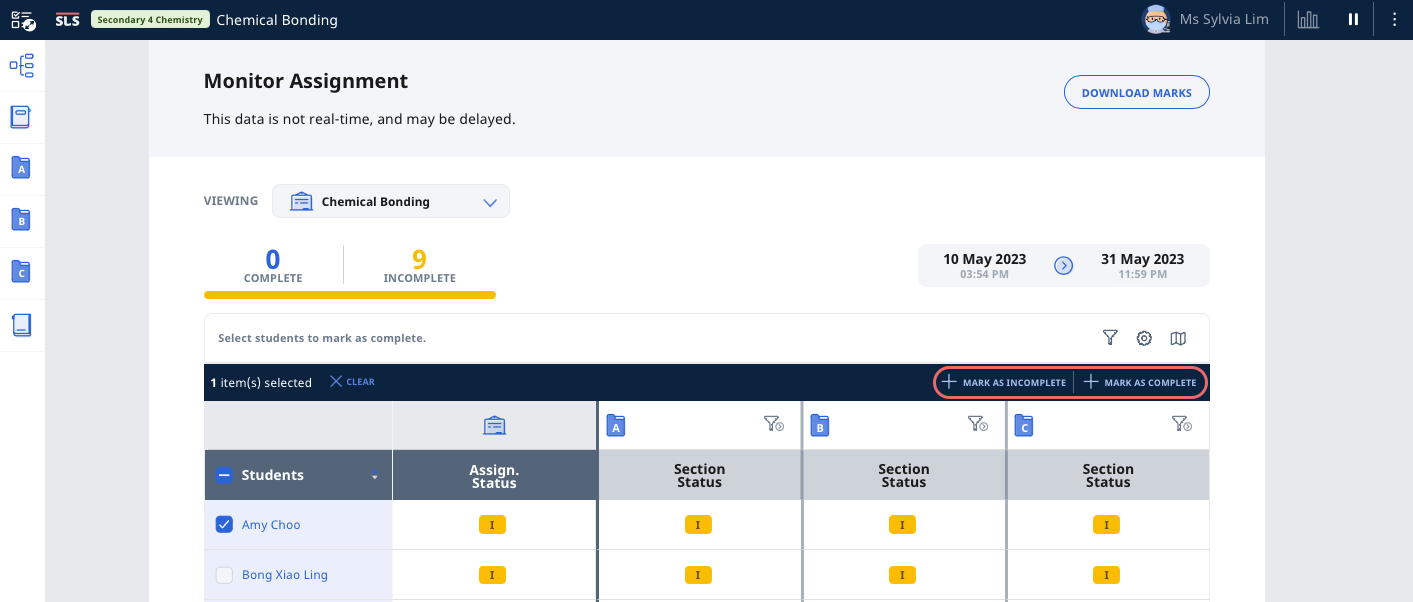 SLS Secondary 4 Chemistry Chemical Bonding Ms Sylvia Lim
Monitor Assignment
DOWNLOAD MARKS
This data is not real-time, and may be delayed.
VIEWING Chemical Bonding
0 9
COMPLETE INCOMPLETE
10 May 2023 31 May 2023
03:54 PM 11:59 PM
Select students to mark as complete.
1 item(s) selected CLEAR MARK AS INCOMPLETE MARK AS COMPLETE
A B C
Students Assign. Status Section Status Section Status Section Status
A
Amy Choo I I I I
B
Bong Xiao Ling I I I I
C